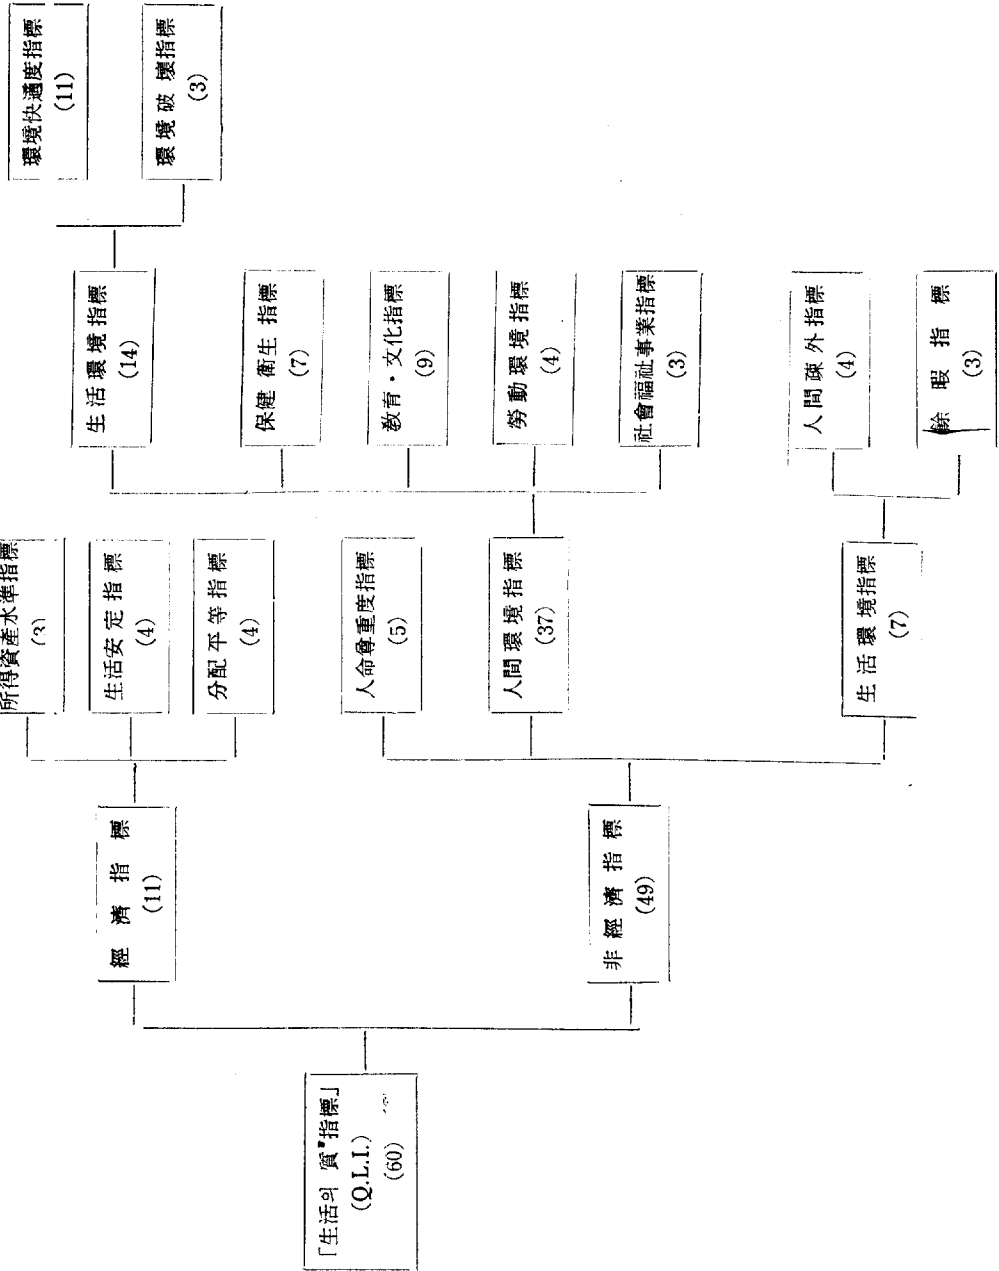 「生活의 質"指標」
(Q.L.I.)
(60)
經濟指標
(11)
非經濟指標
(49)
所得資産水準指標
(3)
生活安定指標
(4)
分配平等指標
(4)
人命尊重度指標
(5)
人間環境指標
(37)
生活環境指標
(7)
生活環境指標
(14)
保健衛生指標
(7)
敎育・文化指標
(9)
勞動環境指標
(4)
社會福祉事業指標
(3)
人間疎外指標
(4)
餘暇指標
(3)
環境快適度指標
(11)
環境破壞指標
(3)